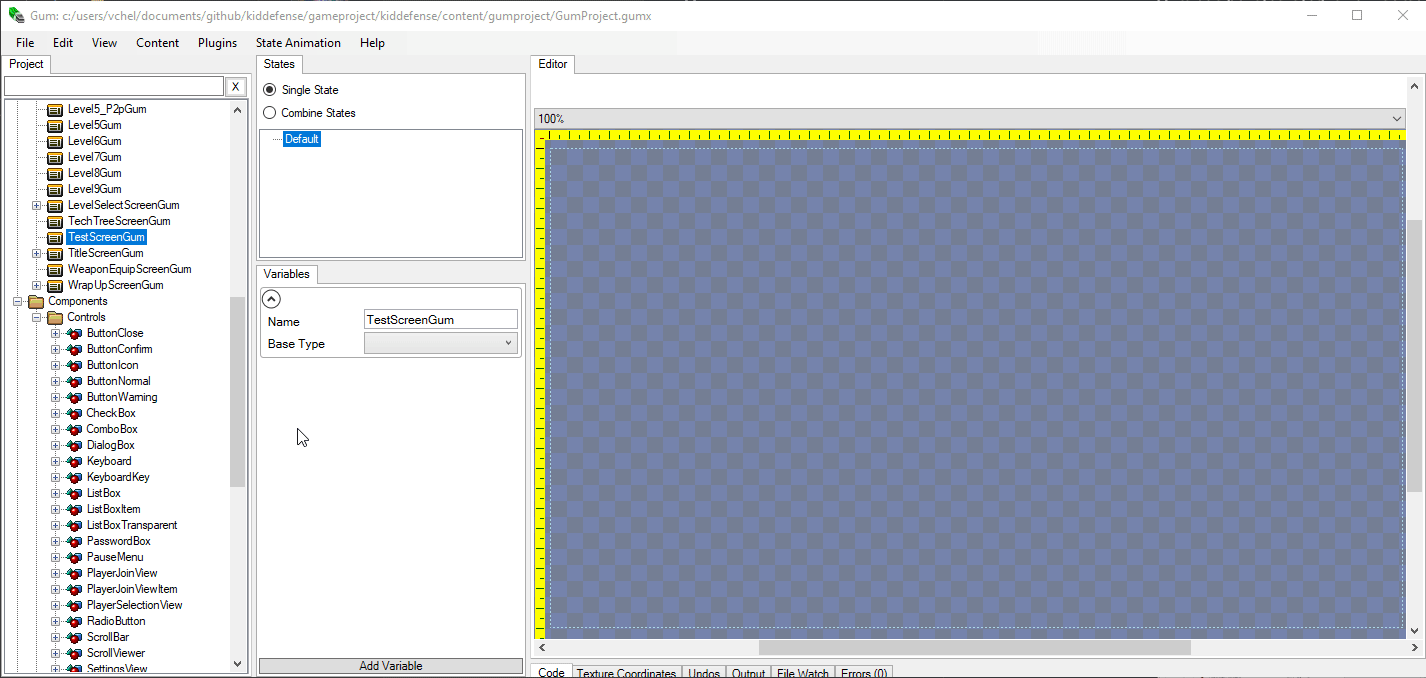 Gum: c:/users/vchel/documents/github/kiddefense/gameproject/kiddefense/content/gumproject/GumProject.gumx
File Edit View Content Plugins State Animation Help
Project
X
Level5_P2pGum
Level5Gum
Level6Gum
Level7Gum
Level8Gum
Level9Gum
LevelSelectScreenGum
TechTreeScreenGum
TestScreenGum
TitleScreenGum
WeaponEquipScreenGum
WrapUpScreenGum
Components
Controls
ButtonClose
ButtonConfirm
ButtonIcon
ButtonNormal
ButtonWarning
CheckBox
ComboBox
DialogBox
Keyboard
KeyboardKey
ListBox
ListBoxItem
ListBoxTransparent
PasswordBox
PauseMenu
PlayerJoinView
PlayerJoinViewItem
PlayerSelectionView
RadioButton
ScrollBar
ScrollViewer
SettingsView
States
Single State
Combine States
Default
Variables
Name TestScreenGum
Base Type
Add Variable
Editor
100%
Code Texture Coordinates Undos Output File Watch Errors (0)